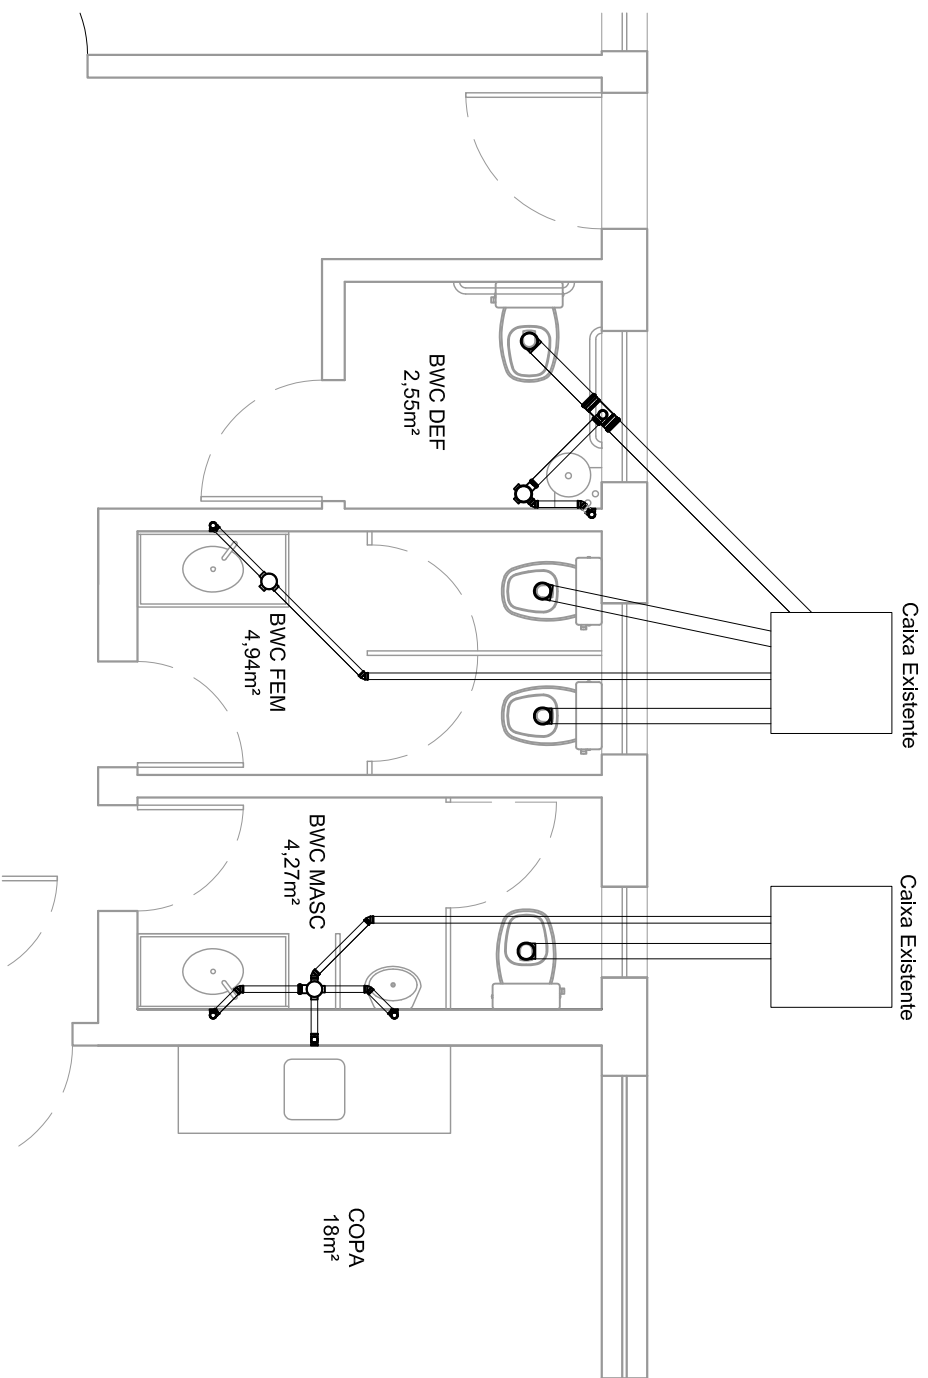 Caixa Existente
Caixa Existente
BWC DEF
2,55m²
BWC FEM
4,94m²
BWC MASC
4,27m²
COPA
18m²